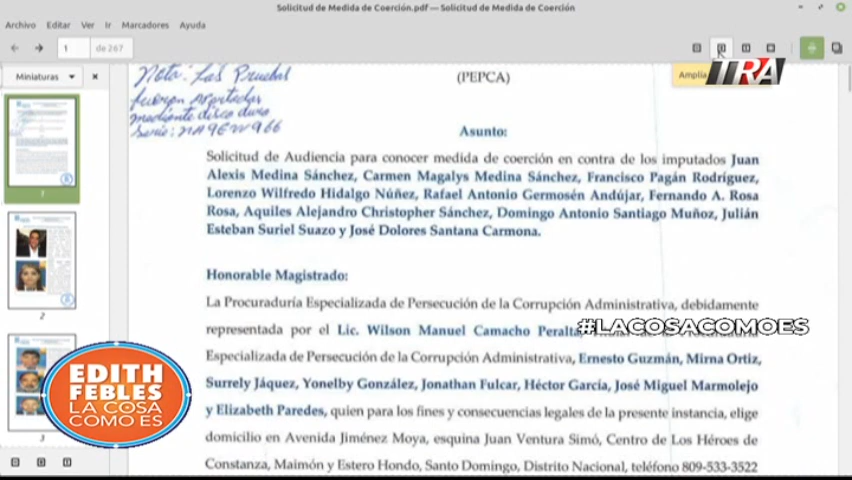 Solicitud de Medida de Coerción.pdf — Solicitud de Medida de Coerción
Archivo Editar Ver Ir Marcadores Ayuda
1 de 267
Miniaturas
Amplia
TRA
Nota: Las Pruebas
fueron aportadas
mediante disco duro
Serie: NA9EW966
(PEPCA)
Asunto:
Solicitud de Audiencia para conocer medida de coerción en contra de los imputados Juan
Alexis Medina Sánchez, Carmen Magalys Medina Sánchez, Francisco Pagán Rodríguez,
Lorenzo Wilfredo Hidalgo Núñez, Rafael Antonio Germosén Andújar, Fernando A. Rosa
Rosa, Aquiles Alejandro Christopher Sánchez, Domingo Antonio Santiago Muñoz, Julián
Esteban Suriel Suazo y José Dolores Santana Carmona.
Honorable Magistrado:
La Procuraduría Especializada de Persecución de la Corrupción Administrativa, debidamente
representada por el Lic. Wilson Manuel Camacho Peralta, de la
#LACOSACOMOES
Especializada de Persecución de la Corrupción Administrativa, Ernesto Guzmán, Mirna Ortiz,
Surrely Jáquez, Yonelby González, Jonathan Fulcar, Héctor García, José Miguel Marmolejo
y Elizabeth Paredes, quien para los fines y consecuencias legales de la presente instancia, elige
domicilio en Avenida Jiménez Moya, esquina Juan Ventura Simó, Centro de Los Héroes de
Constanza, Maimón y Estero Hondo, Santo Domingo, Distrito Nacional, teléfono 809-533-3522
1
2
3
EDITH
FEBLES
LA COSA
COMO ES